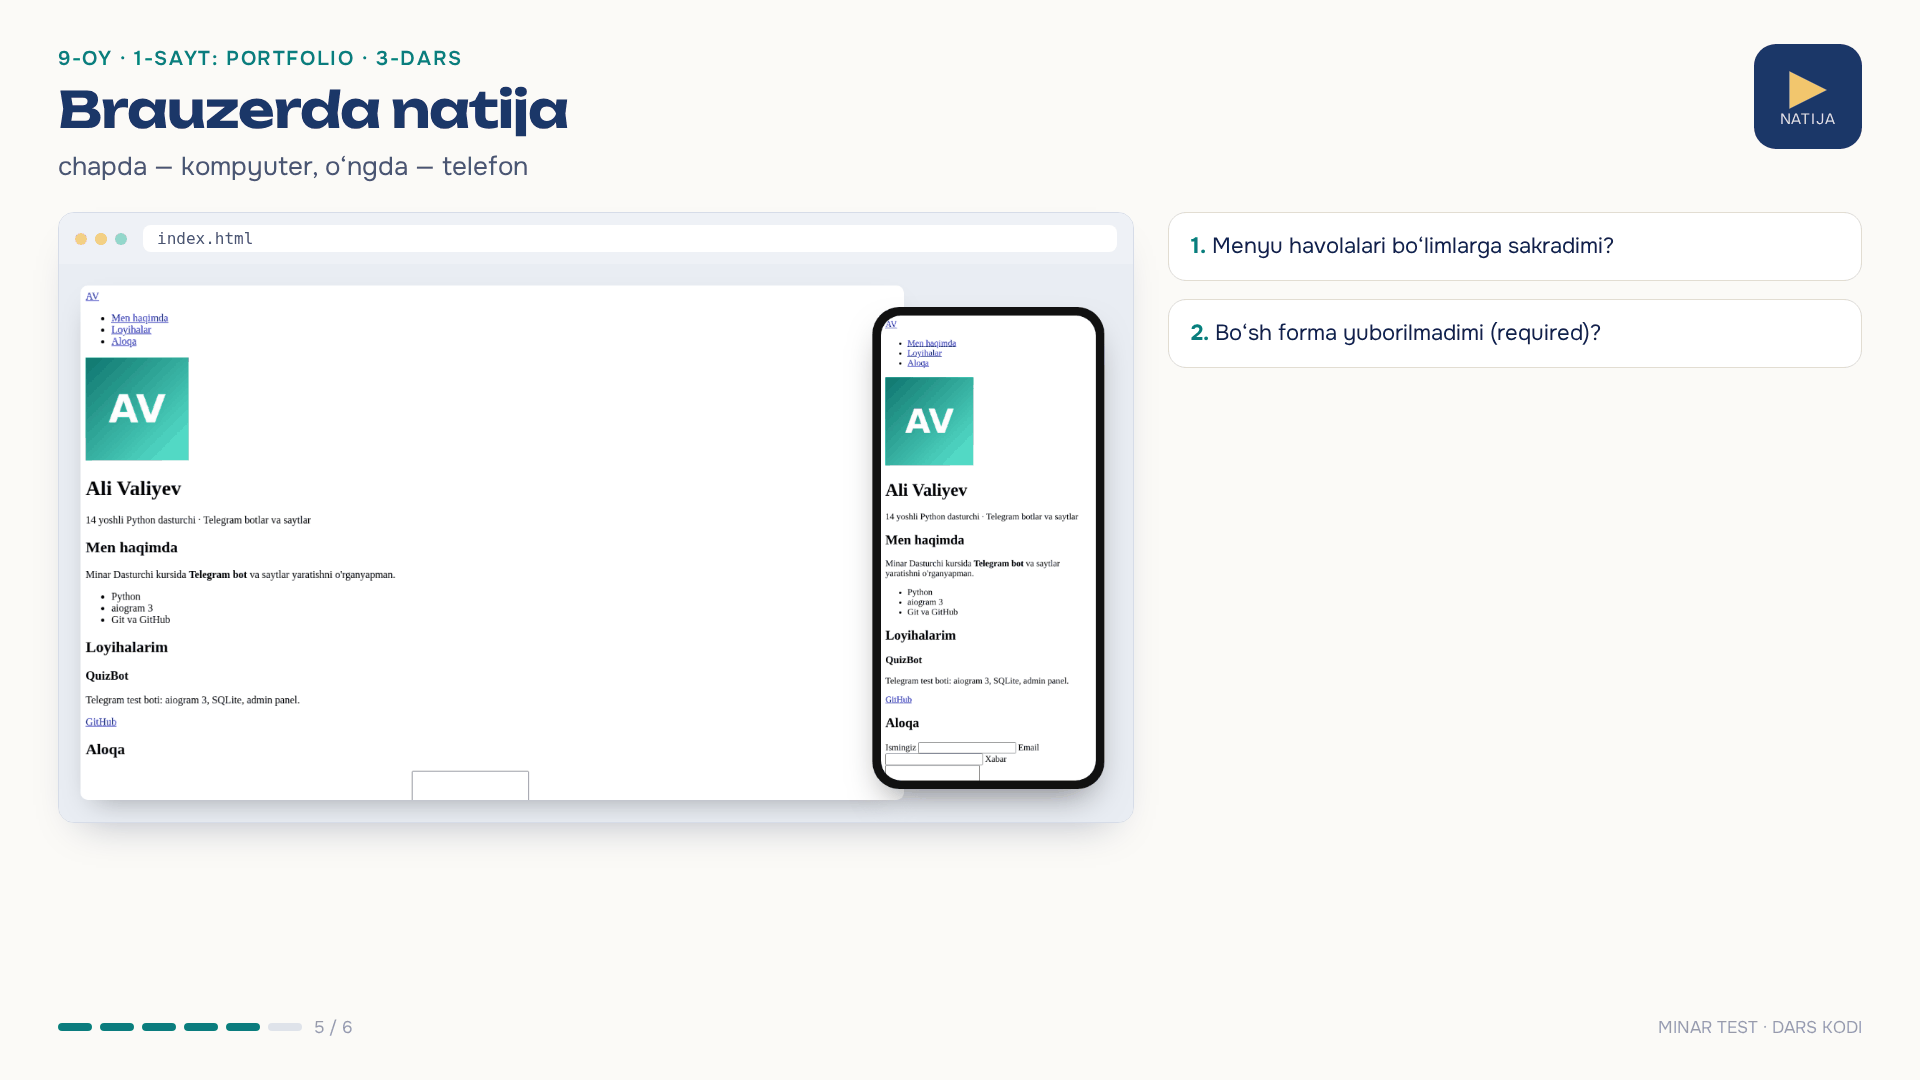 9-OY · 1-SAYT: PORTFOLIO · 3-DARS
Brauzerda natija
chapda — kompyuter, o‘ngda — telefon
NATIJA
index.html
AV
Men haqimda
Loyihalar
Aloqa
AV
Ali Valiyev
14 yoshli Python dasturchi · Telegram botlar va saytlar
Men haqimda
Minar Dasturchi kursida Telegram bot va saytlar yaratishni o'rganyapman.
Python
aiogram 3
Git va GitHub
Loyihalarim
QuizBot
Telegram test boti: aiogram 3, SQLite, admin panel.
GitHub
Aloqa
AV
Men haqimda
Loyihalar
Aloqa
AV
Ali Valiyev
14 yoshli Python dasturchi · Telegram botlar va saytlar
Men haqimda
Minar Dasturchi kursida Telegram bot va saytlar
yaratishni o'rganyapman.
Python
aiogram 3
Git va GitHub
Loyihalarim
QuizBot
Telegram test boti: aiogram 3, SQLite, admin panel.
GitHub
Aloqa
Ismingiz Email
Xabar
1. Menyu havolalari bo‘limlarga sakradimi?
2. Bo‘sh forma yuborilmadimi (required)?
5 / 6
MINAR TEST · DARS KODI